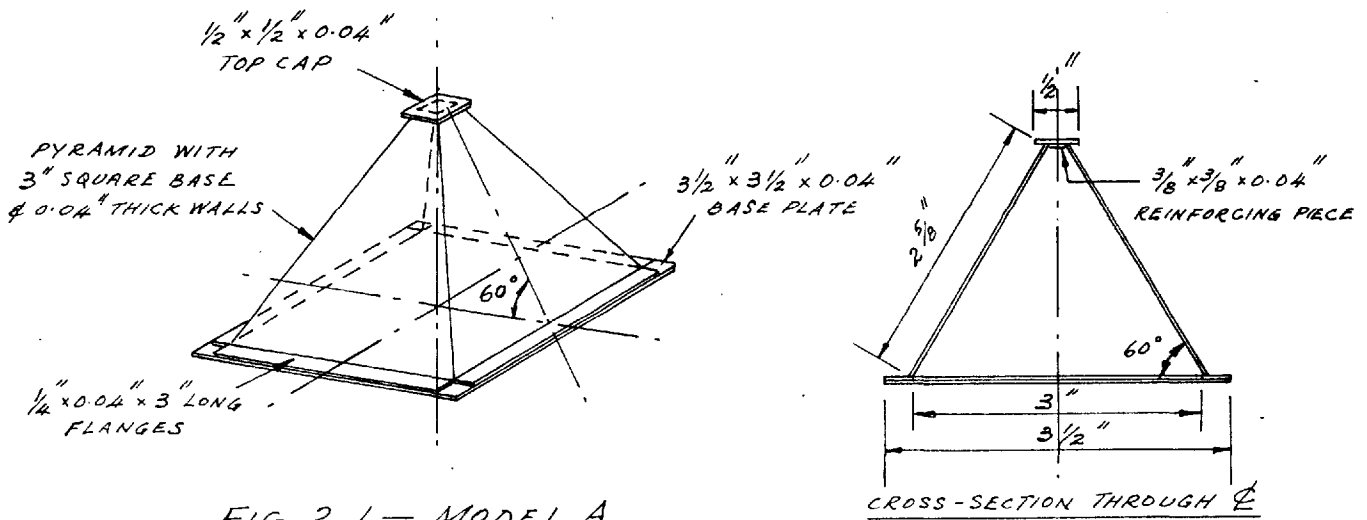 1/2" x 1/2" x 0.04"
TOP CAP
PYRAMID WITH
3" SQUARE BASE
& 0.04" THICK WALLS
3 1/2" x 3 1/2" x 0.04"
BASE PLATE
60°
1/4" x 0.04" x 3" LONG
FLANGES
FIG 2.1 — MODEL A
1/2"
2 5/8"
3/8" x 3/8" x 0.04"
REINFORCING PIECE
60°
3"
3 1/2"
CROSS-SECTION THROUGH ℄